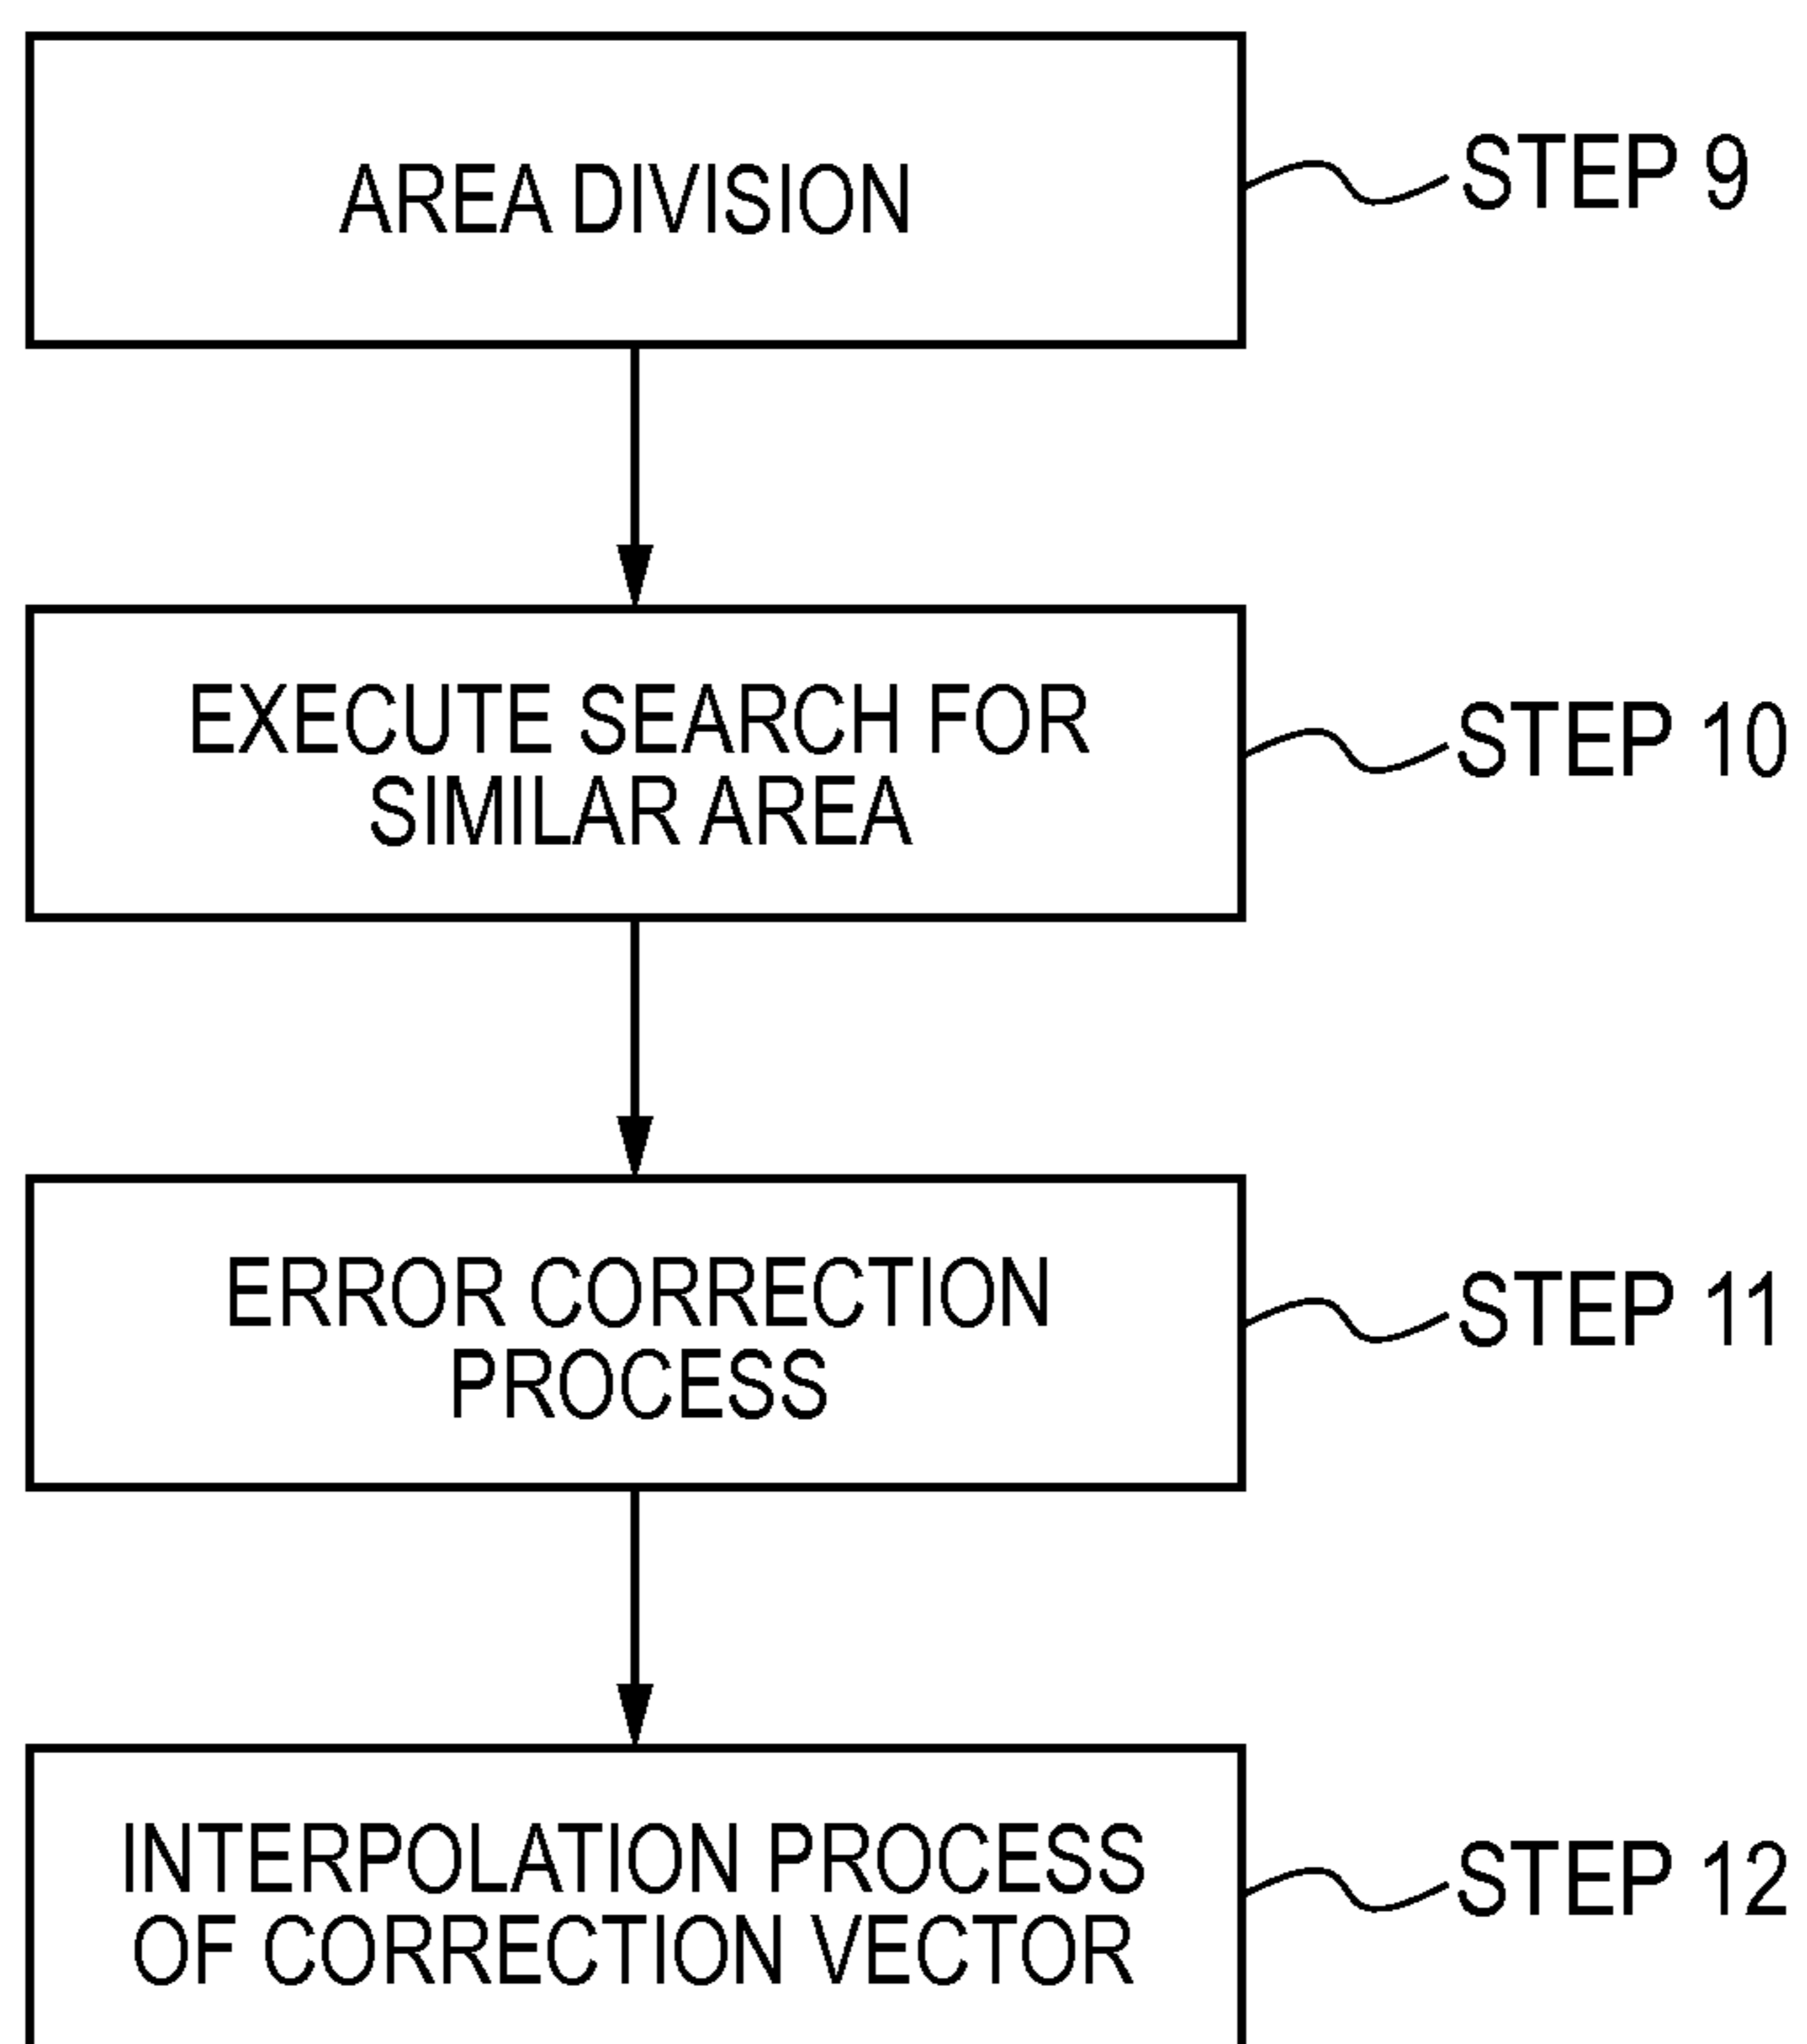 AREA DIVISION
STEP 9
EXECUTE SEARCH FOR
SIMILAR AREA
STEP 10
ERROR CORRECTION
PROCESS
STEP 11
INTERPOLATION PROCESS
OF CORRECTION VECTOR
STEP 12